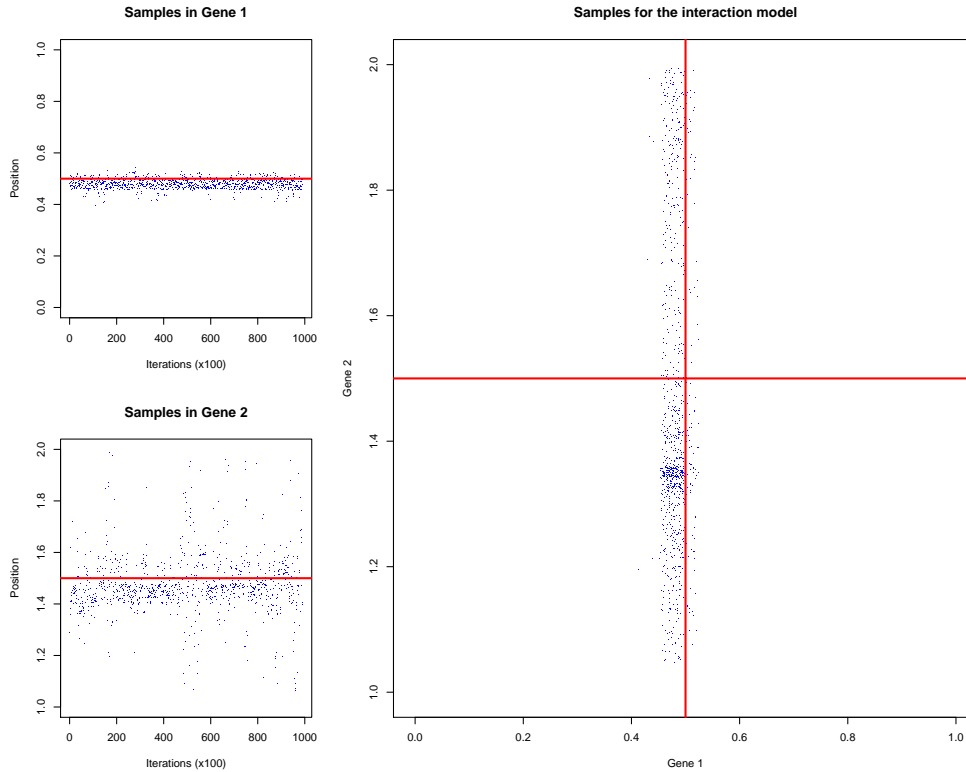 Samples in Gene 1
Position
0.0 0.2 0.4 0.6 0.8 1.0
0 200 400 600 800 1000
Iterations (x100)
Samples in Gene 2
Position
1.0 1.2 1.4 1.6 1.8 2.0
0 200 400 600 800 1000
Iterations (x100)
Samples for the interaction model
Gene 2
1.0 1.2 1.4 1.6 1.8 2.0
0.0 0.2 0.4 0.6 0.8 1.0
Gene 1